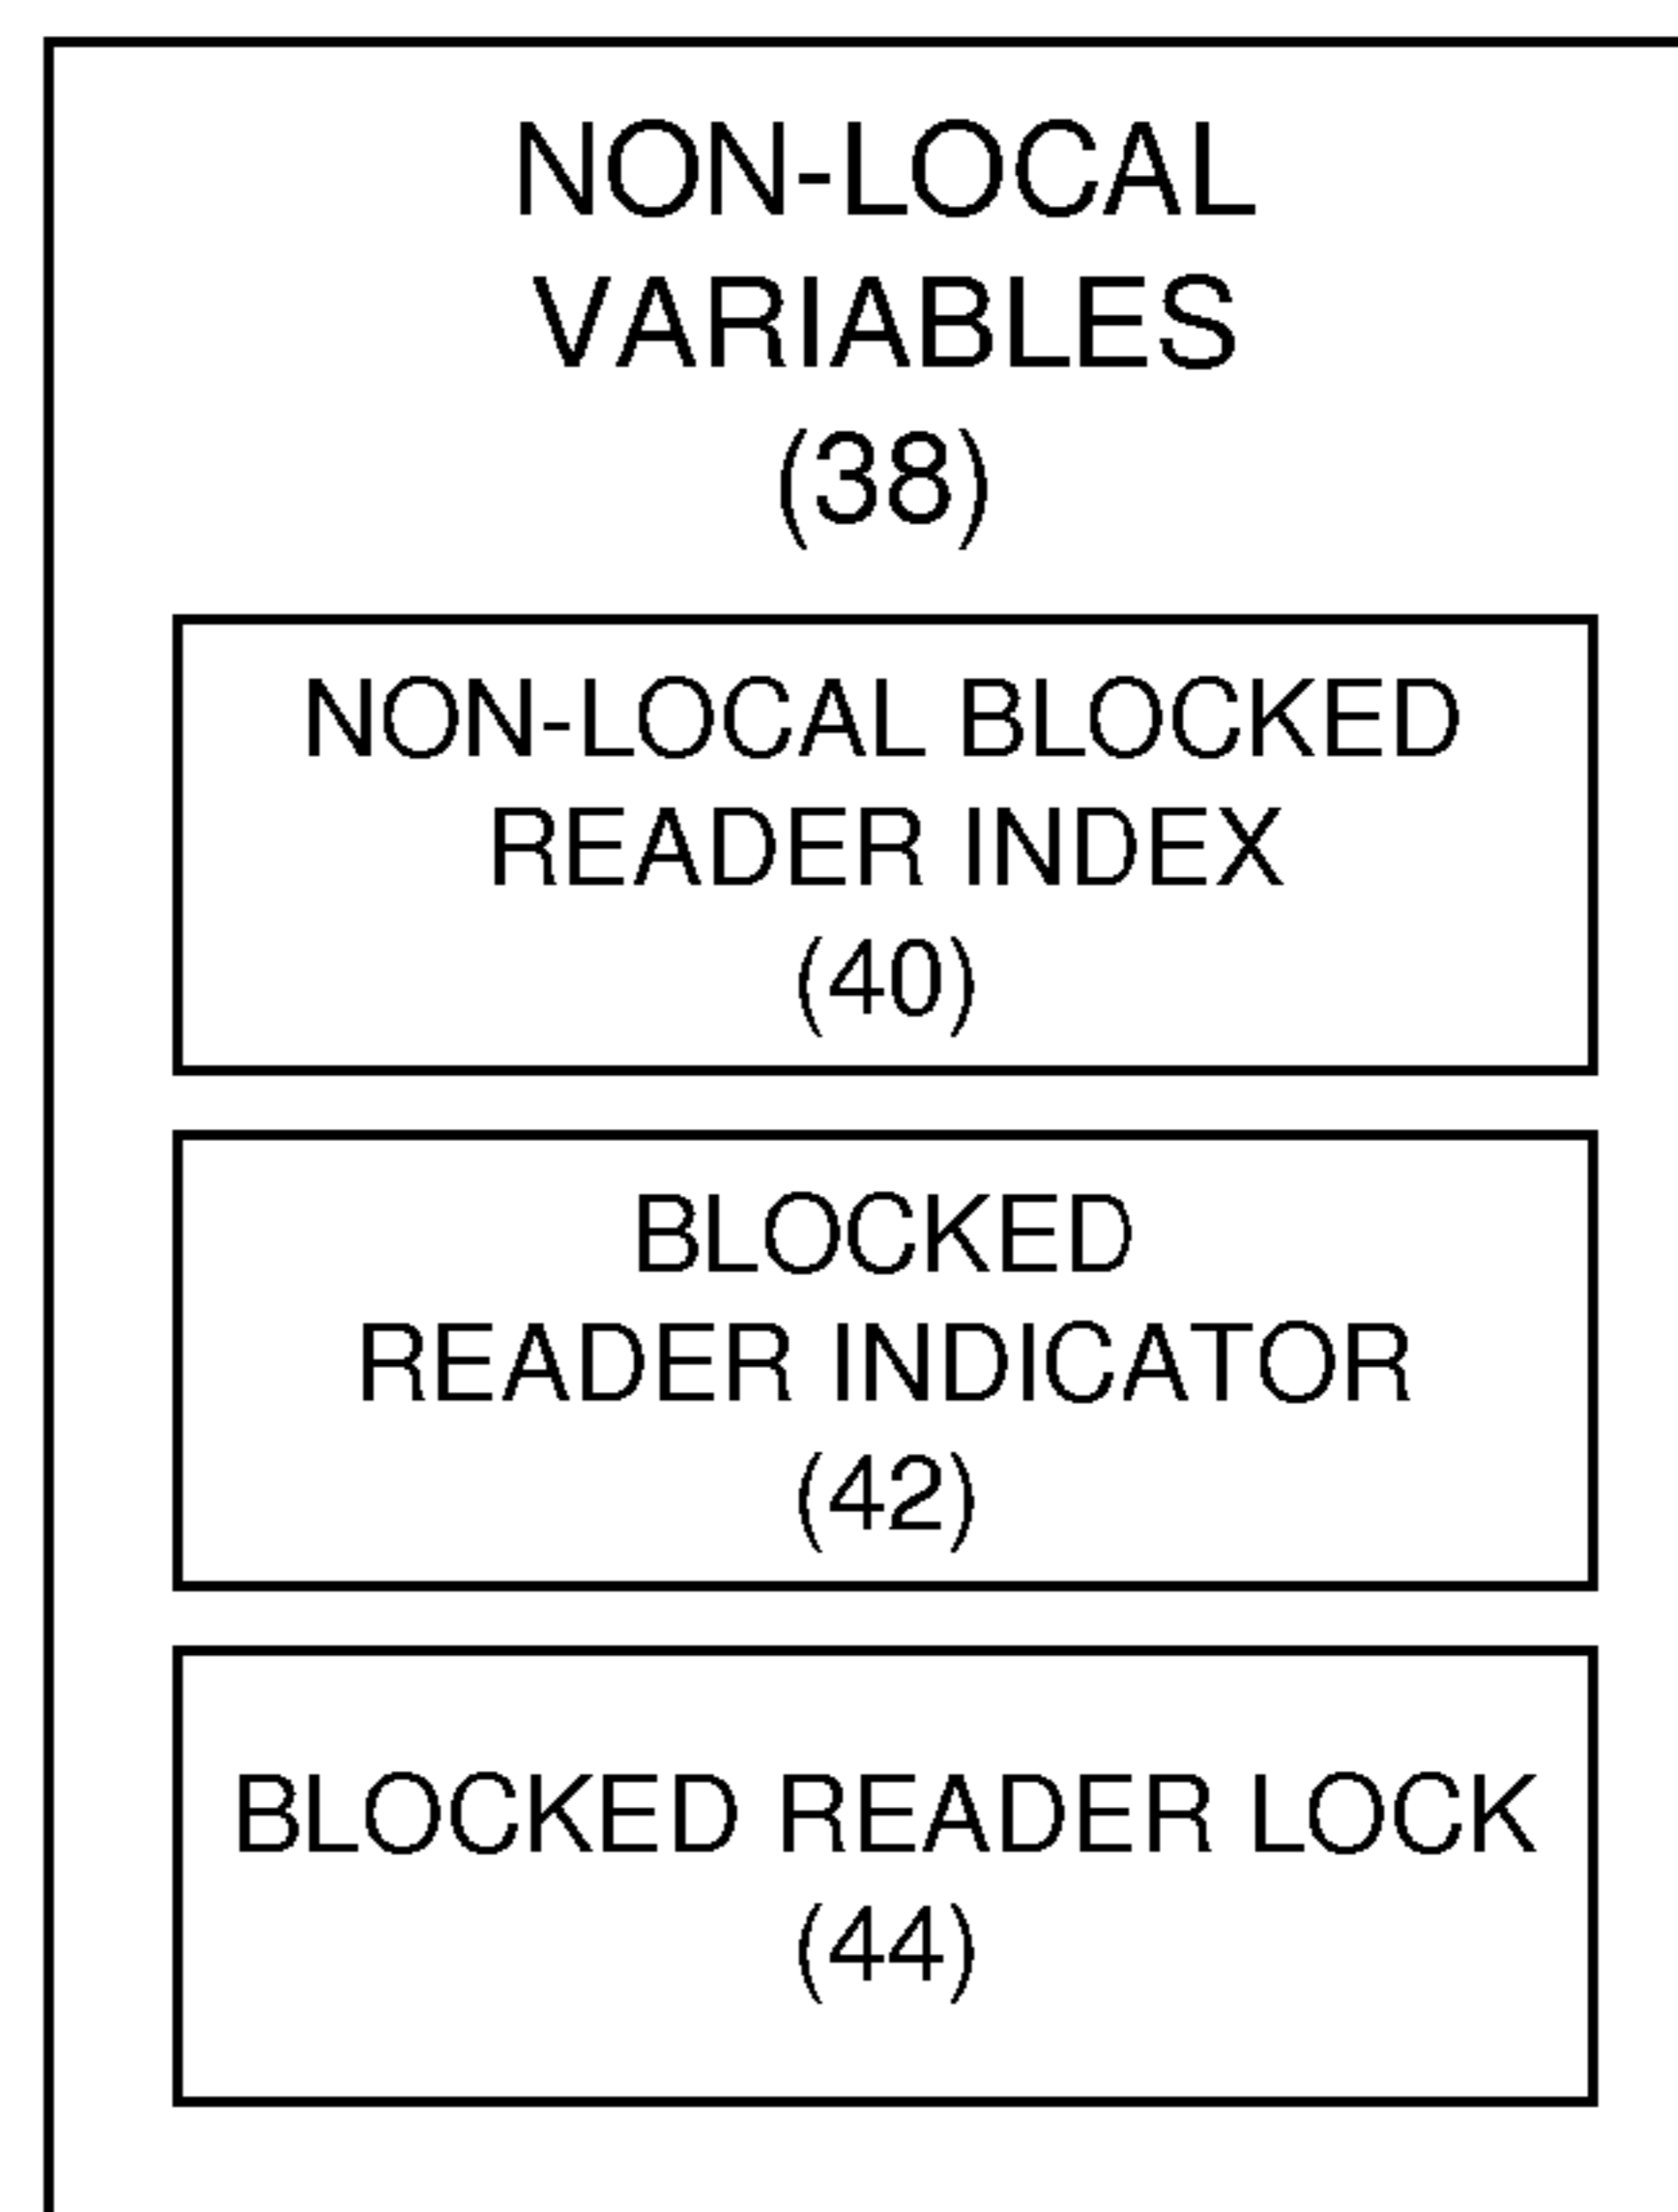 NON-LOCAL
VARIABLES
(38)
NON-LOCAL BLOCKED
READER INDEX
(40)
BLOCKED
READER INDICATOR
(42)
BLOCKED READER LOCK
(44)